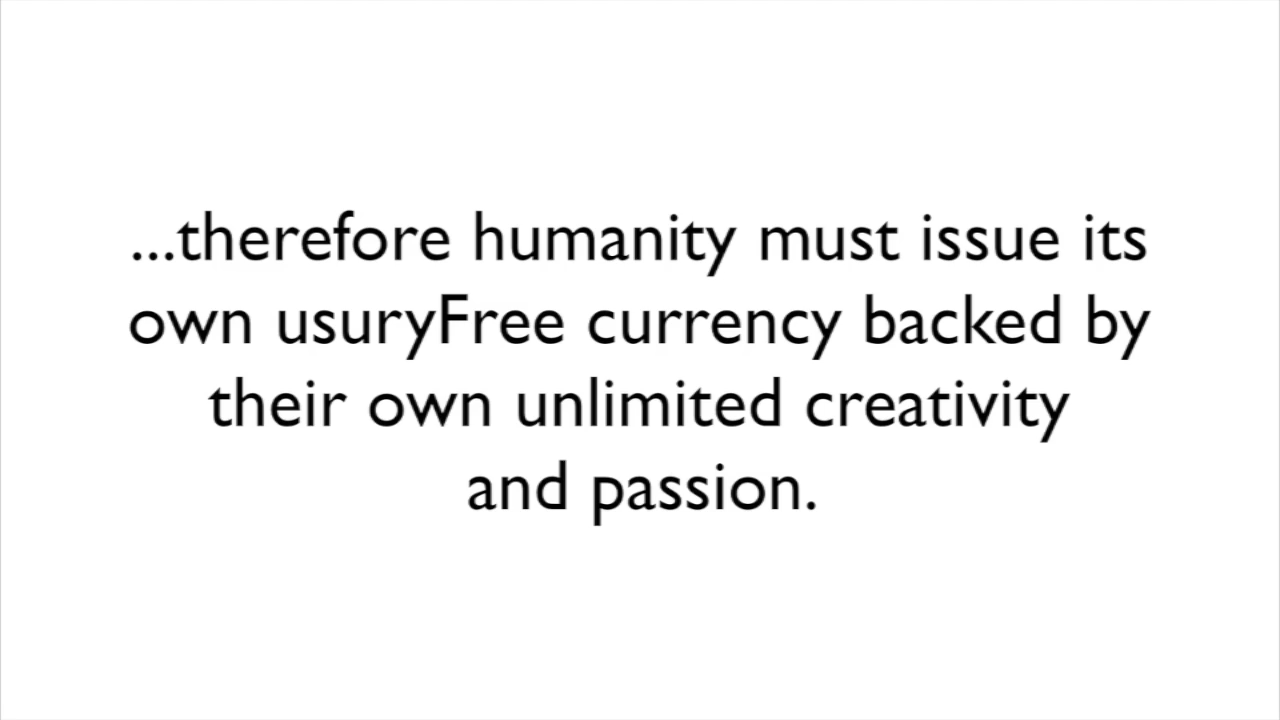 ...therefore humanity must issue its
own usuryFree currency backed by
their own unlimited creativity
and passion.